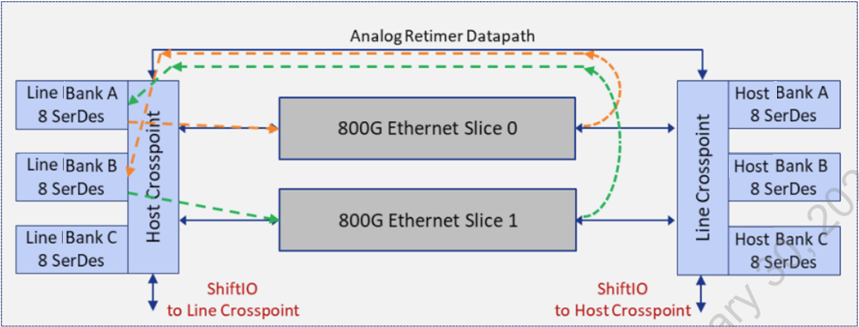 Analog Retimer Datapath
Line Bank A
8 SerDes
Line Bank B
8 SerDes
Line Bank C
8 SerDes
Host Crosspoint
800G Ethernet Slice 0
800G Ethernet Slice 1
Line Crosspoint
Host Bank A
8 SerDes
Host Bank B
8 SerDes
Host Bank C
8 SerDes
ShiftIO
to Line Crosspoint
ShiftIO
to Host Crosspoint